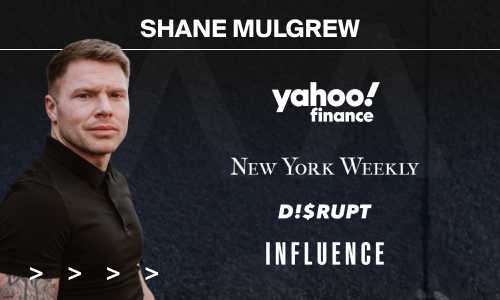 SHANE MULGREW
yahoo!
finance
NEW YORK WEEKLY
D!$RUPT
INFLUENCE
> > > >